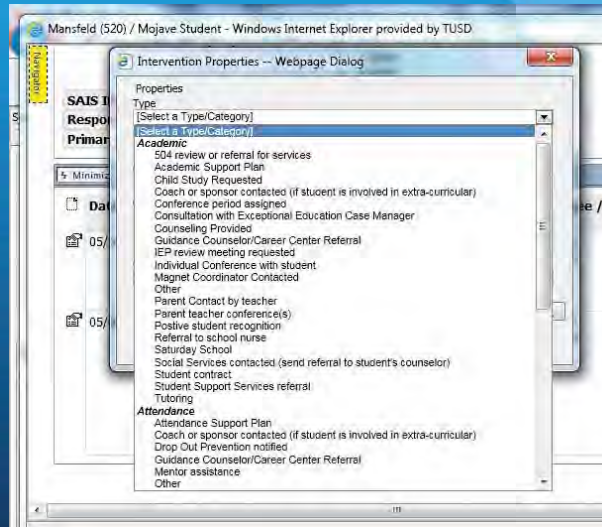 Mansfeld (520) / Mojave Student - Windows Internet Explorer provided by TUSD
Navigator
Intervention Properties -- Webpage Dialog
Properties
Type
[Select a Type/Category]
[Select a Type/Category]
Academic
504 review or referral for services
Academic Support Plan
Child Study Requested
Coach or sponsor contacted (if student is involved in extra-curricular)
Conference period assigned
Consultation with Exceptional Education Case Manager
Counseling Provided
Guidance Counselor/Career Center Referral
IEP review meeting requested
Individual Conference with student
Magnet Coordinator Contacted
Other
Parent Contact by teacher
Parent teacher conference(s)
Postive student recognition
Referral to school nurse
Saturday School
Social Services contacted (send referral to student's counselor)
Student contract
Student Support Services referral
Tutoring
Attendance
Attendance Support Plan
Coach or sponsor contacted (if student is involved in extra-curricular)
Drop Out Prevention notified
Guidance Counselor/Career Center Referral
Mentor assistance
Other
SAIS I
Respo
Primar
Minimiz
Dat
ee /
05/
05/